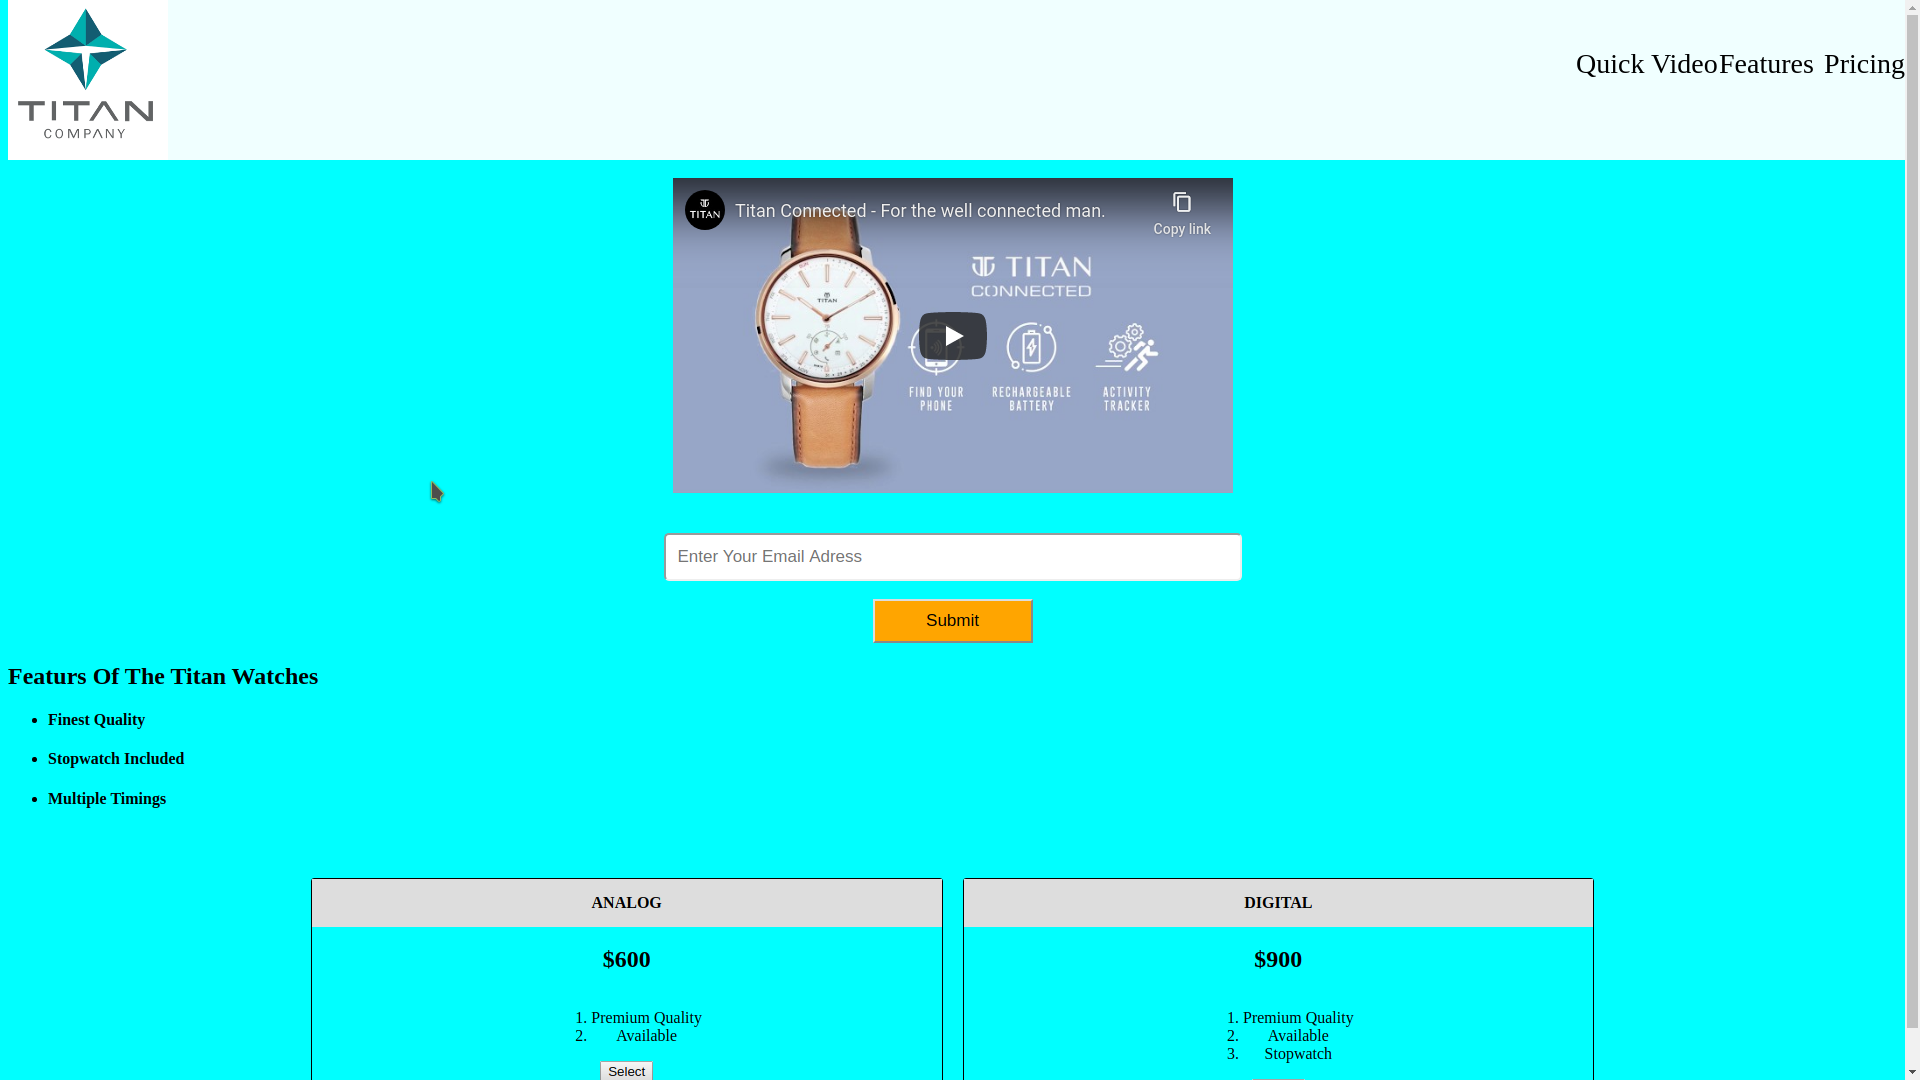 TITAN
COMPANY
Quick Video
Features
Pricing
TITAN
Titan Connected - For the well connected man.
Copy link
TITAN
CONNECTED
TITAN
FIND YOUR
PHONE
RECHARGEABLE
BATTERY
ACTIVITY
TRACKER
Enter Your Email Adress
Submit
Featurs Of The Titan Watches
• Finest Quality
• Stopwatch Included
• Multiple Timings
ANALOG
$600
1. Premium Quality
2. Available
Select
DIGITAL
$900
1. Premium Quality
2. Available
3. Stopwatch